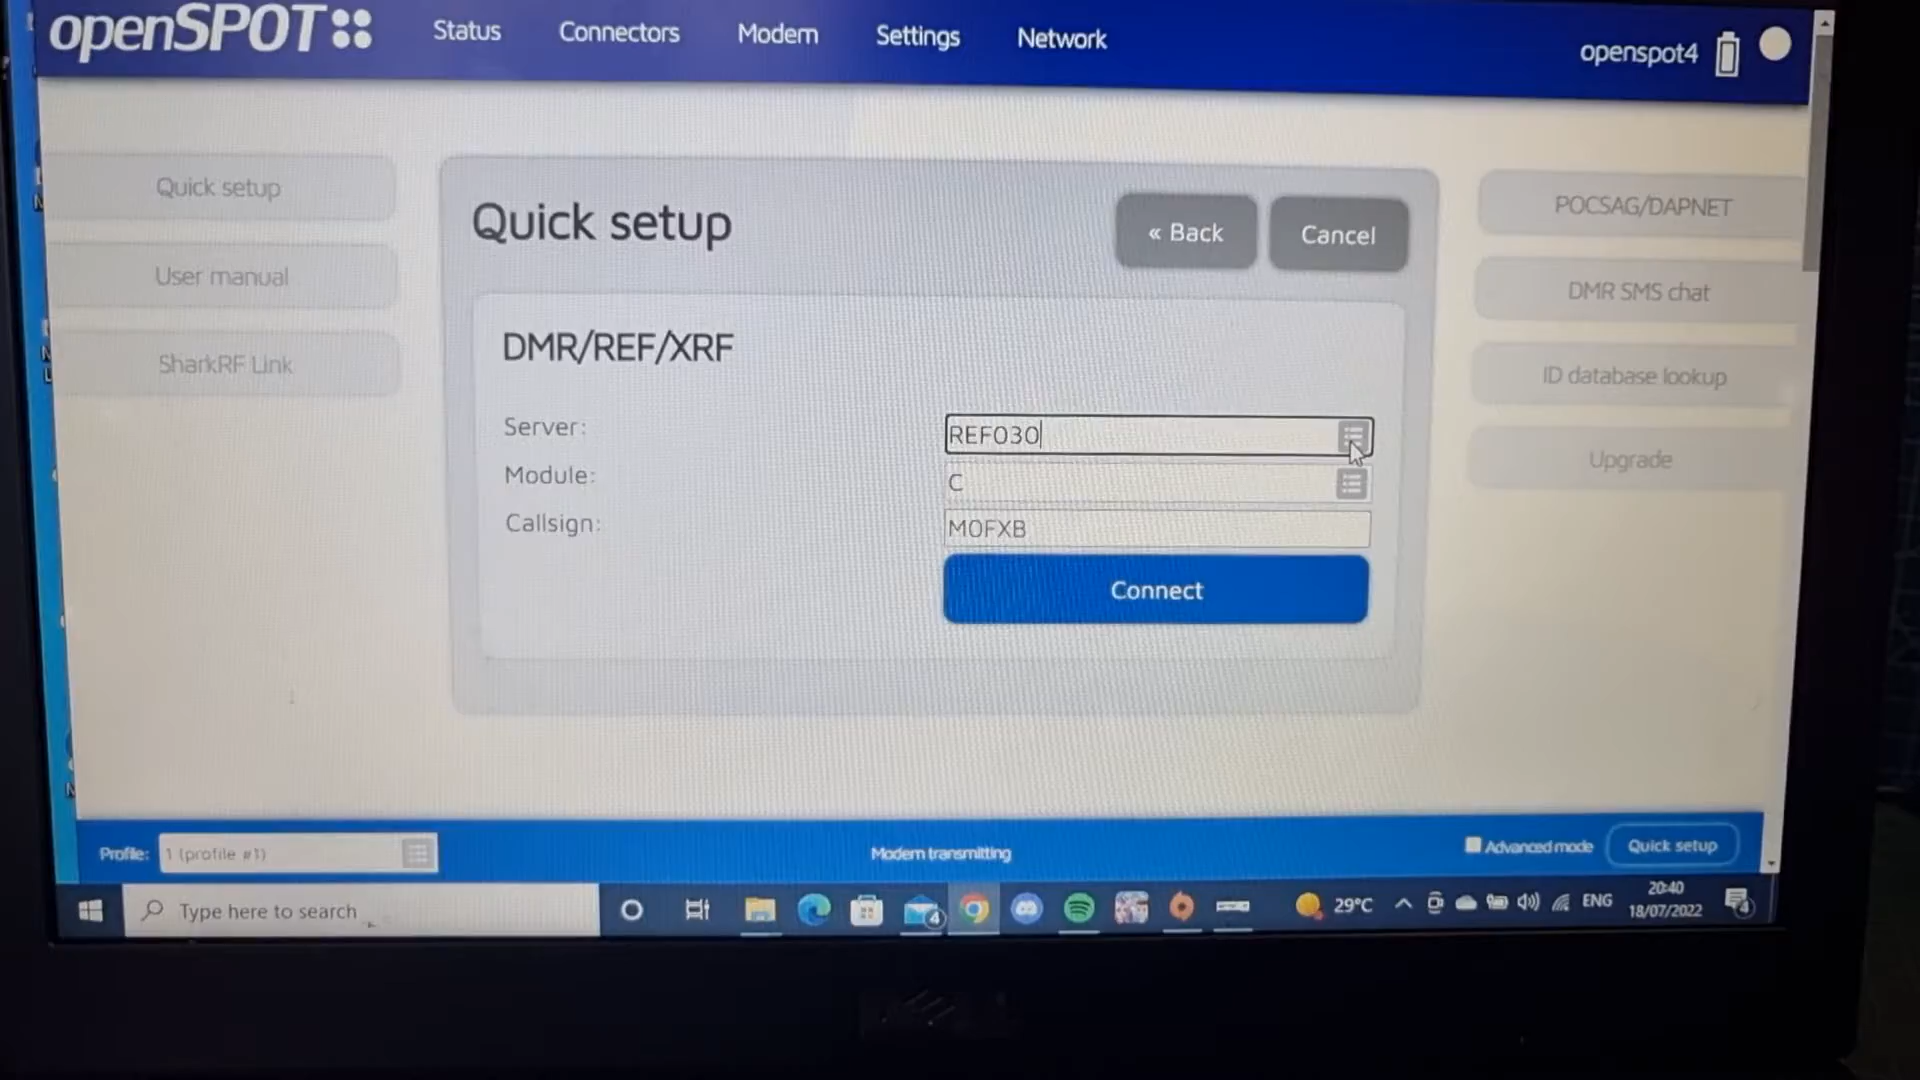 openSPOT
Status Connectors Modem Settings Network
openspot4
Quick setup
User manual
SharkRF Link
Quick setup
« Back Cancel
DMR/REF/XRF
Server: REF030
Module: C
Callsign: M0FXB
Connect
POCSAG/DAPNET
DMR SMS chat
ID database lookup
Upgrade
Profile: 1 (profile #1)
Modem transmitting
Advanced mode Quick setup
Type here to search
4
29°C ENG
20:40
18/07/2022
4